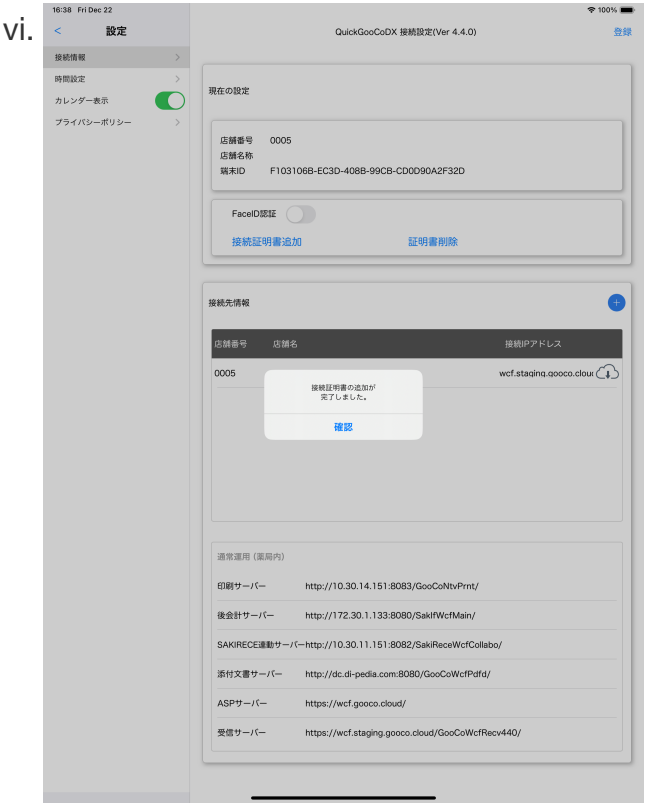 vi.
16:38 Fri Dec 22
100%
< 設定
QuickGooCoDX 接続設定(Ver 4.4.0)
登録
接続情報 >
時間設定 >
カレンダー表示
プライバシーポリシー >
現在の設定
店舗番号 0005
店舗名称
端末ID F103106B-EC3D-408B-99CB-CD0D90A2F32D
FaceID認証
接続証明書追加 証明書削除
接続先情報
+
店舗番号 店舗名 接続IPアドレス
0005 wcf.staging.gooco.clou
接続証明書の追加が
完了しました。
確認
通常運用 (薬局内)
印刷サーバー http://10.30.14.151:8083/GooCoNtvPrnt/
後会計サーバー http://172.30.1.133:8080/SakIfWcfMain/
SAKIRECE連動サーバーhttp://10.30.11.151:8082/SakiReceWcfCollabo/
添付文書サーバー http://dc.di-pedia.com:8080/GooCoWcfPdfd/
ASPサーバー https://wcf.gooco.cloud/
受信サーバー https://wcf.staging.gooco.cloud/GooCoWcfRecv440/